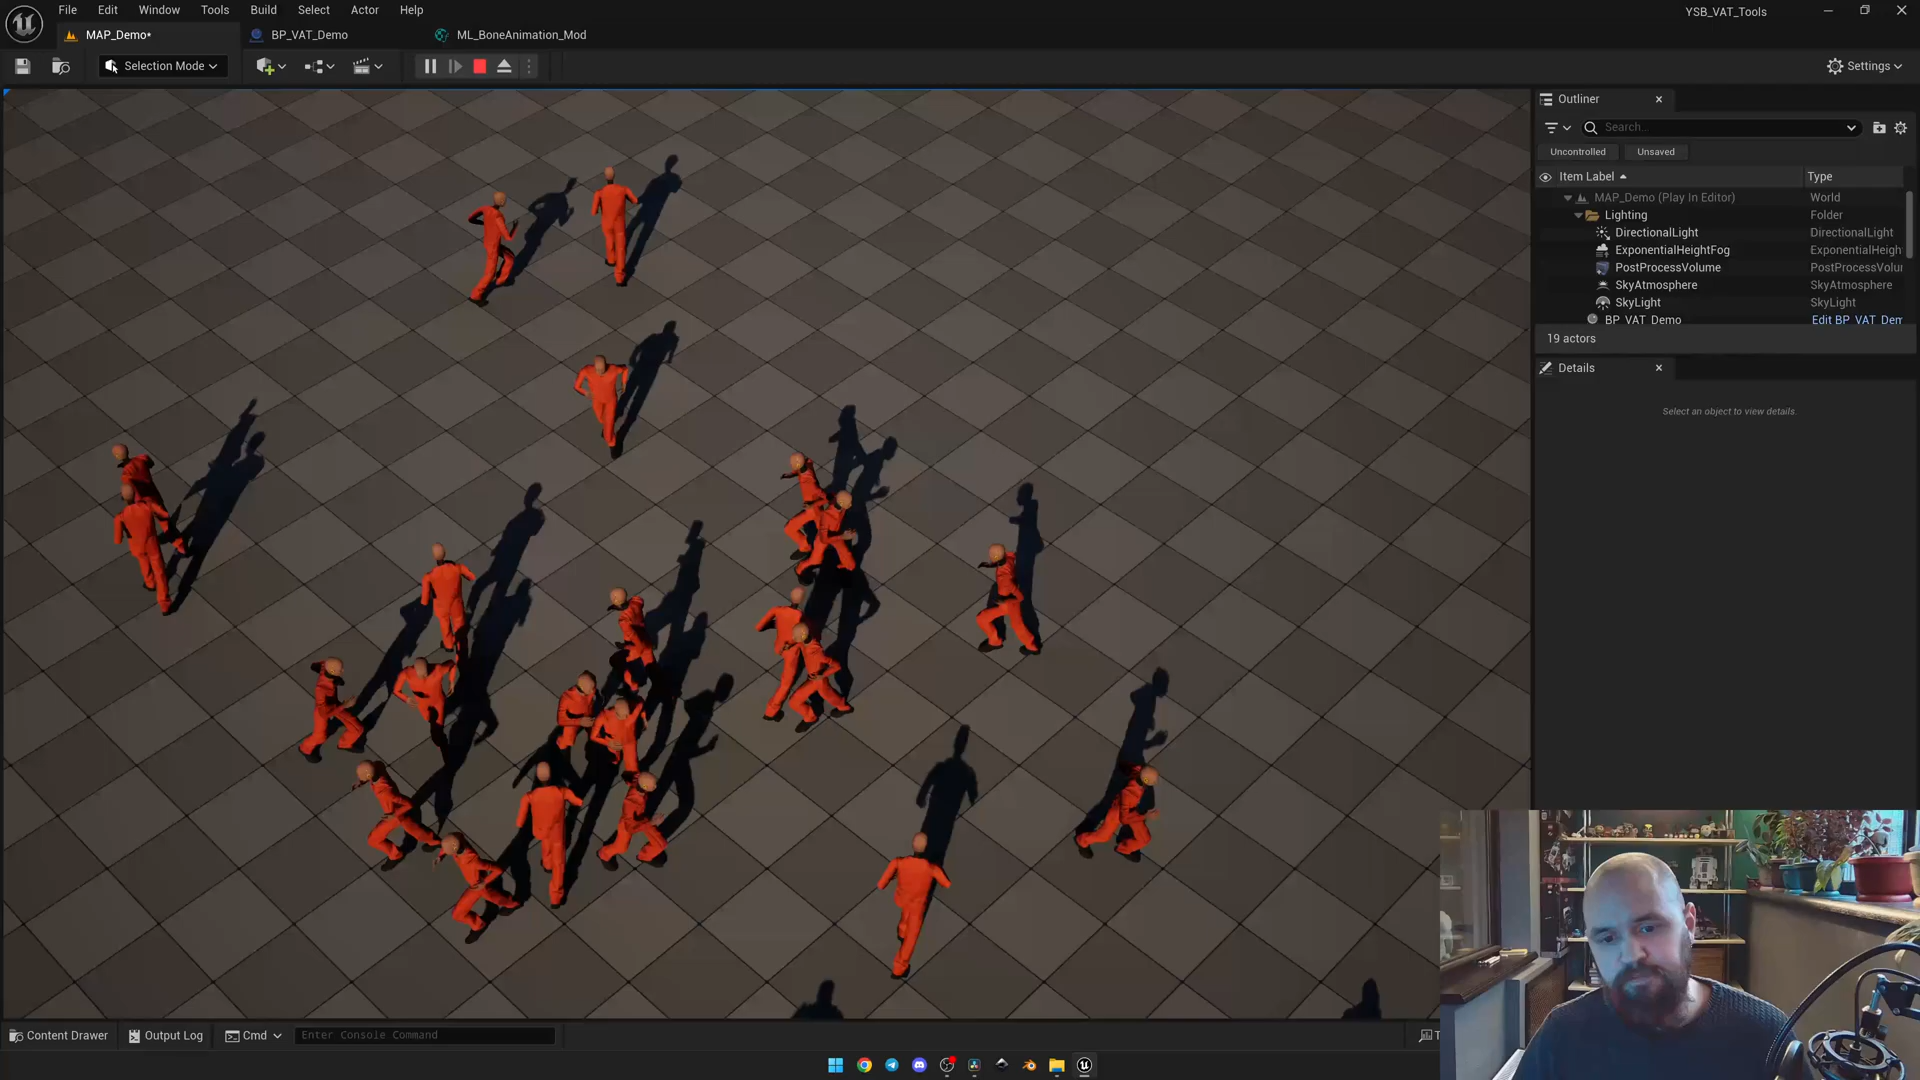 File Edit Window Tools Build Select Actor Help
YSB_VAT_Tools
MAP_Demo•
BP_VAT_Demo
ML_BoneAnimation_Mod
Selection Mode
Settings
Outliner
Search...
Uncontrolled
Unsaved
Item Label
Type
MAP_Demo (Play In Editor)
World
Lighting
Folder
DirectionalLight
DirectionalLight
ExponentialHeightFog
ExponentialHeigh
PostProcessVolume
PostProcessVolu
SkyAtmosphere
SkyAtmosphere
SkyLight
SkyLight
BP_VAT_Demo
Edit BP_VAT_Dem
19 actors
Details
Select an object to view details.
Content Drawer
Output Log
Cmd
Enter Console Command